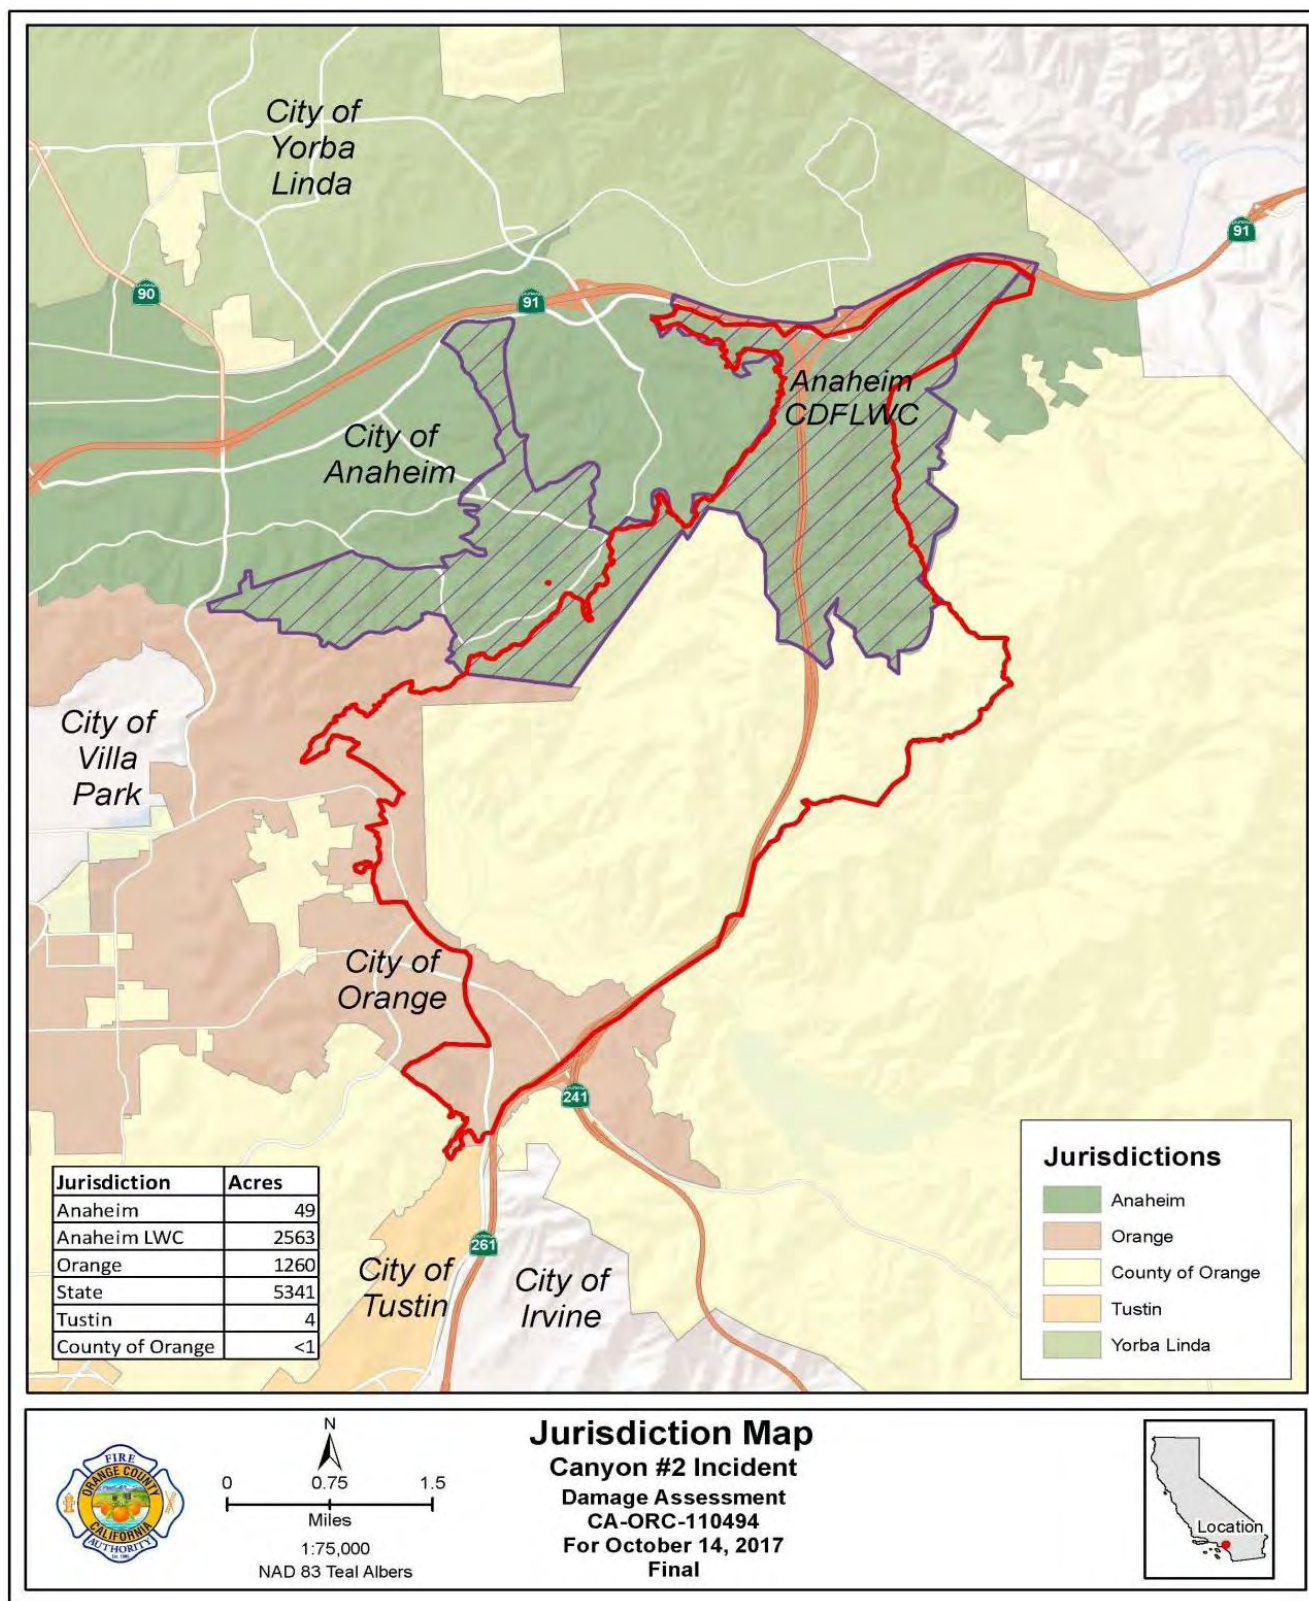 City of
Yorba
Linda
91
90
91
Anaheim
CDFLWC
City of
Anaheim
City of
Villa
Park
City of
Orange
241
Jurisdictions
Anaheim
Orange
County of Orange
Tustin
Yorba Linda
Jurisdiction Acres
Anaheim 49
Anaheim LWC 2563
Orange 1260
State 5341
Tustin 4
County of Orange <1
261
City of
Tustin
City of
Irvine
FIRE
ORANGE COUNTY
CALIFORNIA
AUTHORITY
N
0 0.75 1.5
Miles
1:75,000
NAD 83 Teal Albers
Jurisdiction Map
Canyon #2 Incident
Damage Assessment
CA-ORC-110494
For October 14, 2017
Final
Location